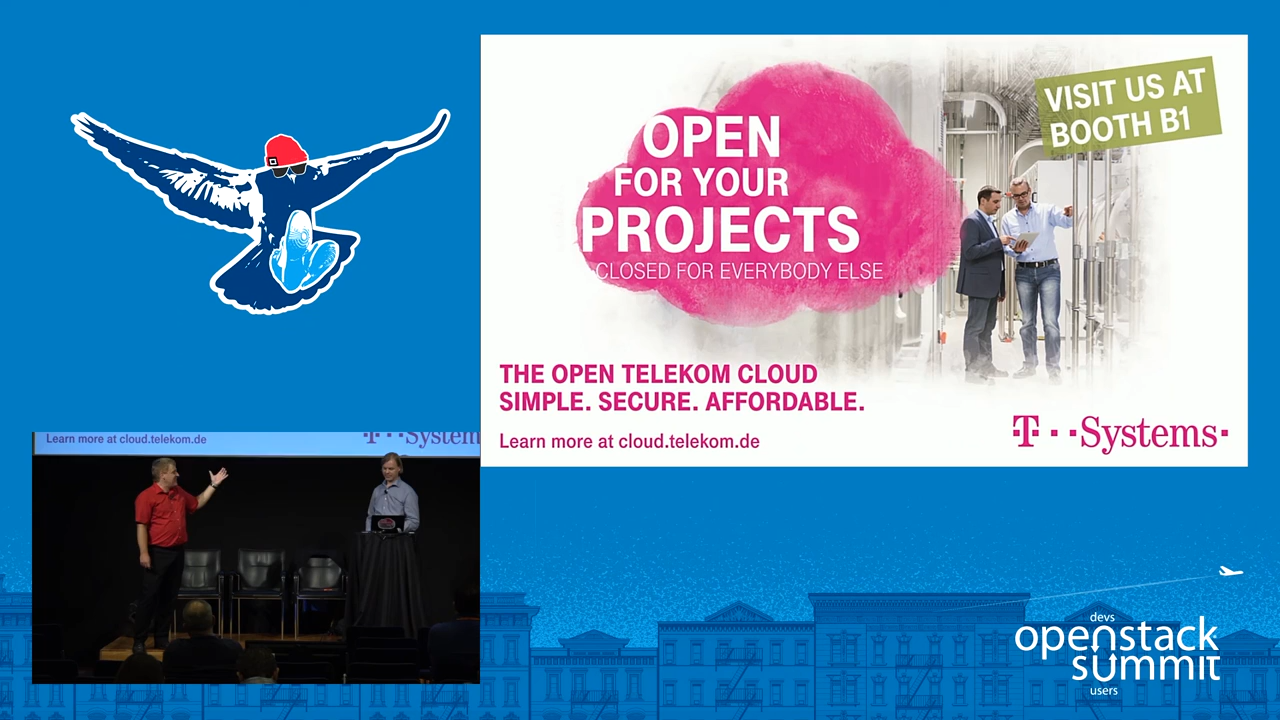 OPEN
FOR YOUR
PROJECTS
CLOSED FOR EVERYBODY ELSE
VISIT US AT
BOOTH B1
THE OPEN TELEKOM CLOUD
SIMPLE. SECURE. AFFORDABLE.
Learn more at cloud.telekom.de
T··Systems·
Learn more at cloud.telekom.de
T··System
devs
openstack
summit
users